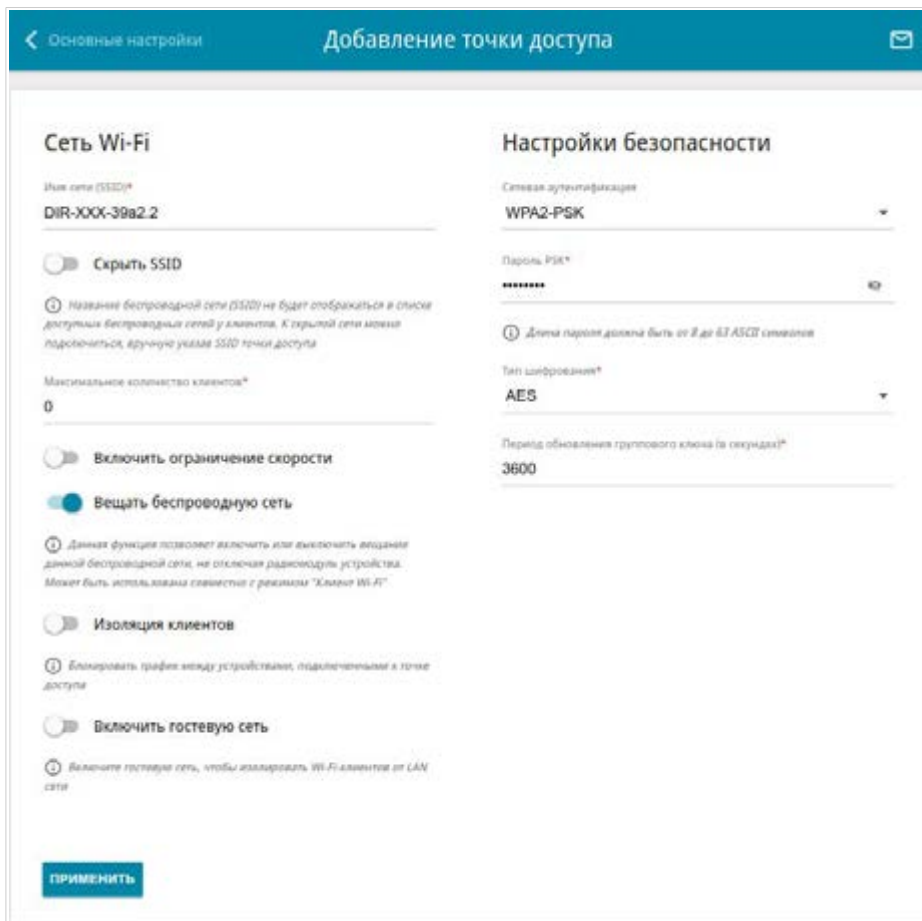 Основные настройки
Добавление точки доступа
Сеть Wi-Fi
Имя сети (SSID)*
DIR-XXX-39a2.2
Скрыть SSID
Название беспроводной сети (SSID) не будет отображаться в списке
доступных беспроводных сетей у клиентов. К скрытой сети можно
подключиться, вручную указав SSID точки доступа
Максимальное количество клиентов*
0
Включить ограничение скорости
Вещать беспроводную сеть
Данная функция позволяет включить или выключить вещание
данной беспроводной сети, не отключая радиомодуль устройства.
Может быть использована совместно с режимом "Клиент Wi-Fi"
Изоляция клиентов
Блокировать трафик между устройствами, подключенными к точке
доступа
Включить гостевую сеть
Включите гостевую сеть, чтобы изолировать Wi-Fi-клиентов от LAN
сети
ПРИМЕНИТЬ
Настройки безопасности
Сетевая аутентификация
WPA2-PSK
Пароль PSK*
••••••••
Длина пароля должна быть от 8 до 63 ASCII символов
Тип шифрования*
AES
Период обновления группового ключа (в секундах)*
3600